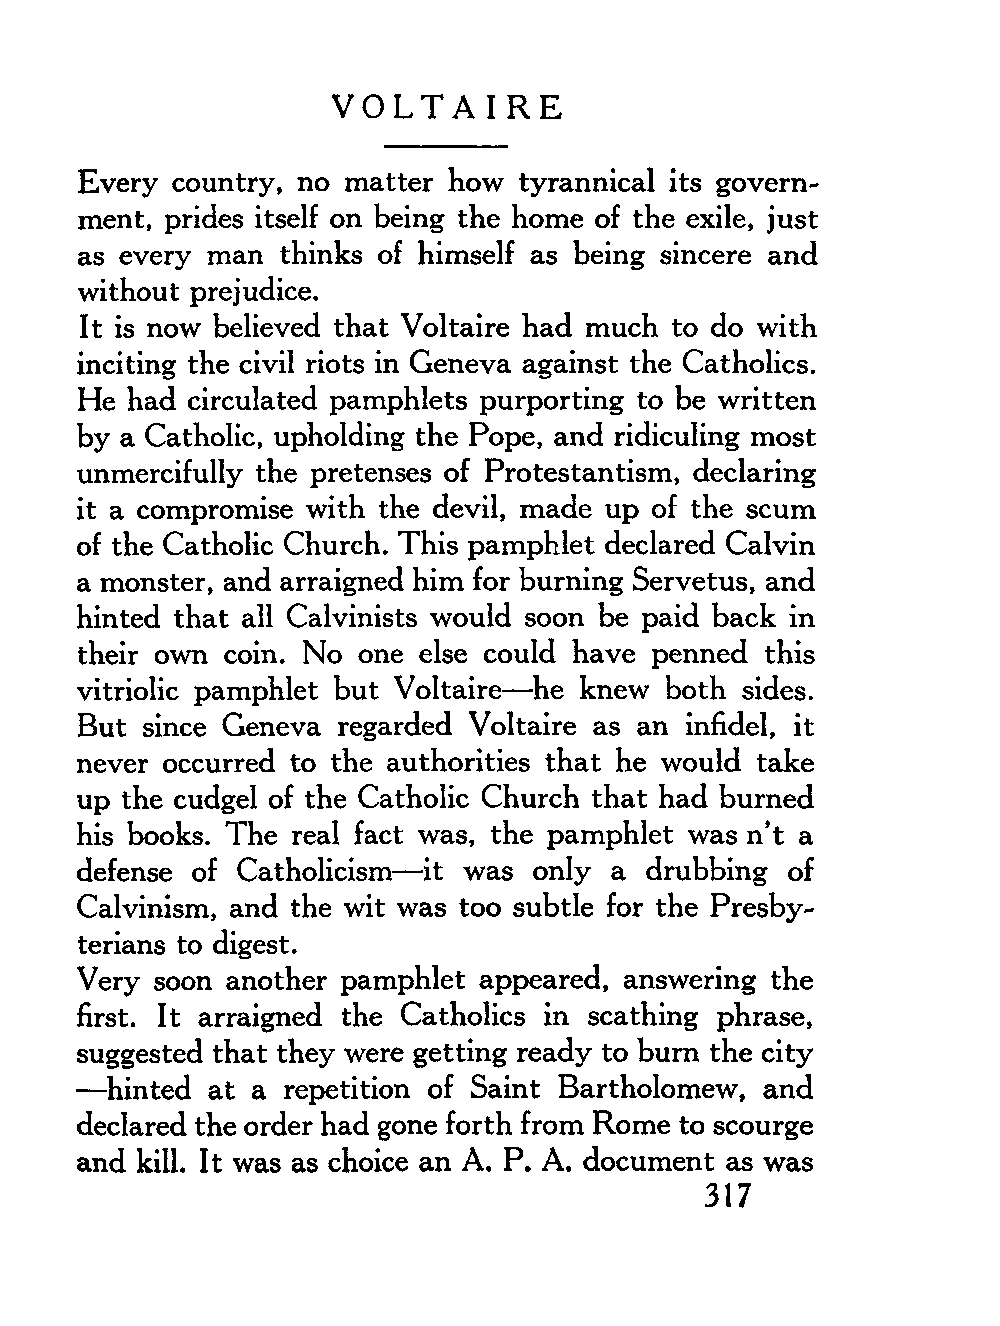 VOLTAIRE
Every country, no matter how tyrannical its govern-
ment, prides itself on being the home of the exile, just
as every man thinks of himself as being sincere and
without prejudice.
It is now believed that Voltaire had much to do with
inciting the civil riots in Geneva against the Catholics.
He had circulated pamphlets purporting to be written
by a Catholic, upholding the Pope, and ridiculing most
unmercifully the pretenses of Protestantism, declaring
it a compromise with the devil, made up of the scum
of the Catholic Church. This pamphlet declared Calvin
a monster, and arraigned him for burning Servetus, and
hinted that all Calvinists would soon be paid back in
their own coin. No one else could have penned this
vitriolic pamphlet but Voltaire—he knew both sides.
But since Geneva regarded Voltaire as an infidel, it
never occurred to the authorities that he would take
up the cudgel of the Catholic Church that had burned
his books. The real fact was, the pamphlet was n't a
defense of Catholicism—it was only a drubbing of
Calvinism, and the wit was too subtle for the Presby-
terians to digest.
Very soon another pamphlet appeared, answering the
first. It arraigned the Catholics in scathing phrase,
suggested that they were getting ready to burn the city
—hinted at a repetition of Saint Bartholomew, and
declared the order had gone forth from Rome to scourge
and kill. It was as choice an A. P. A. document as was
317